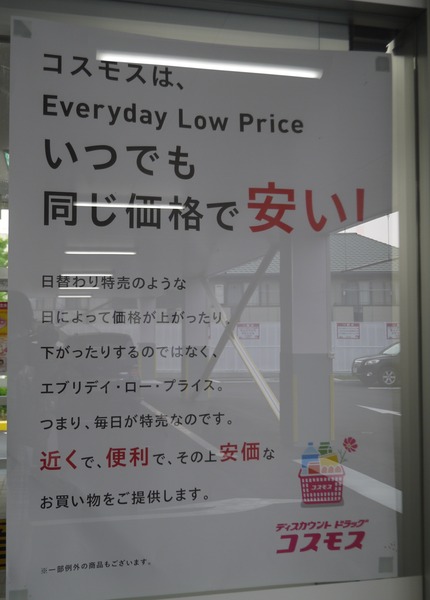 コスモスは、
Everyday Low Price
いつでも
同じ価格で安い!
日替わり特売のような
日によって価格が上がったり、
下がったりするのではなく、
エブリデイ・ロー・プライス。
つまり、毎日が特売なのです。
近くで、便利で、その上安価な
お買い物をご提供します。
コスモス
ディスカウント ドラッグ
コスモス
※一部例外の商品もございます。